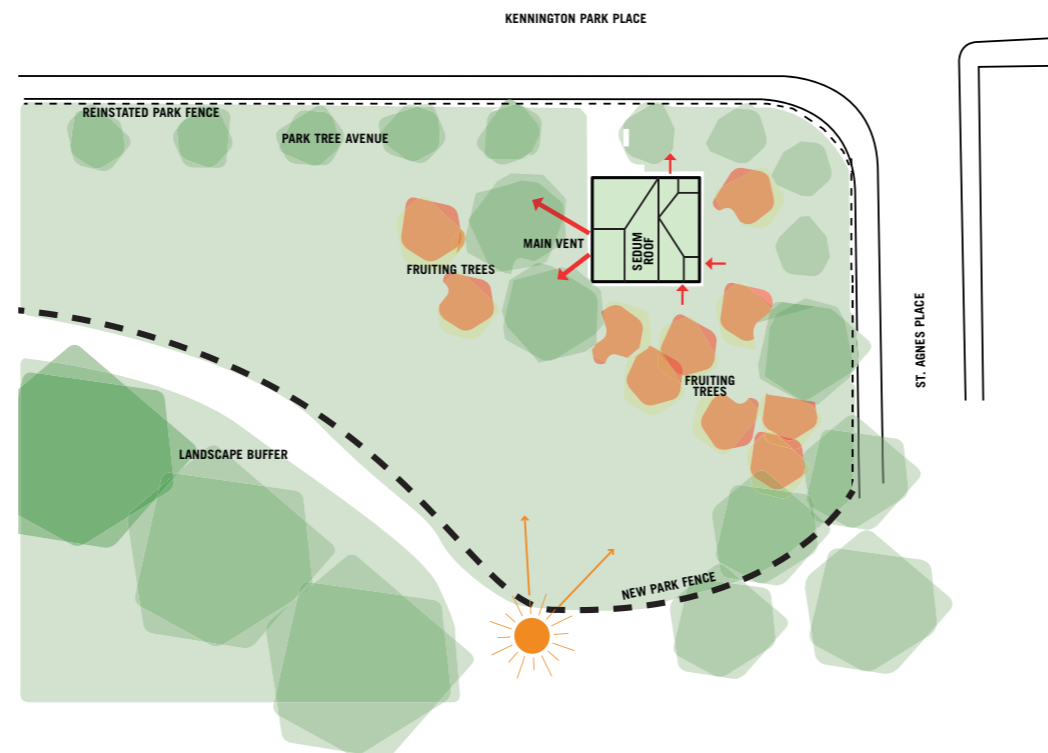 KENNINGTON PARK PLACE
REINSTATED PARK FENCE
PARK TREE AVENUE
MAIN VENT
SEDUM
ROOF
FRUITING TREES
ST. AGNES PLACE
FRUITING
TREES
LANDSCAPE BUFFER
NEW PARK FENCE